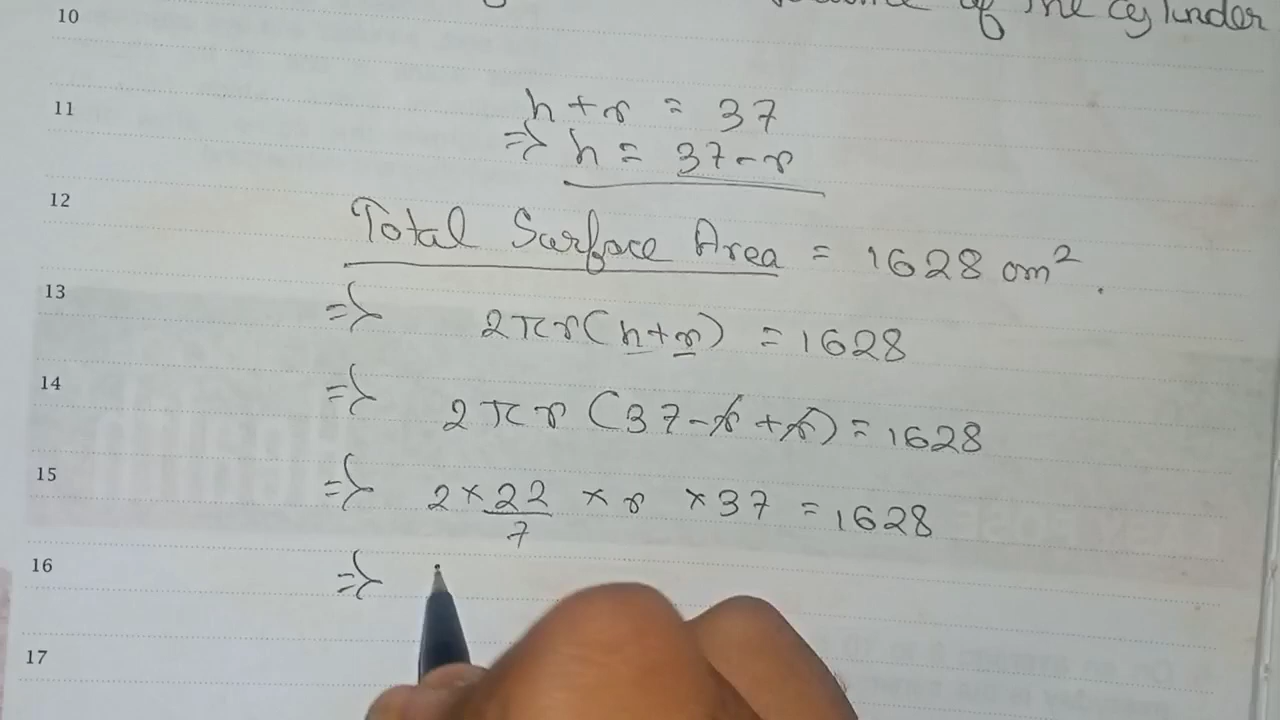 10
of The Cylinder
11
h + r = 37
⇒ h = 37 - r
12
Total Surface Area = 1628 cm².
13
⇒ 2πr(h+r) = 1628
14
⇒ 2πr (37 - r + r) = 1628
15
⇒ 2 × 22/7 × r × 37 = 1628
16
⇒
17